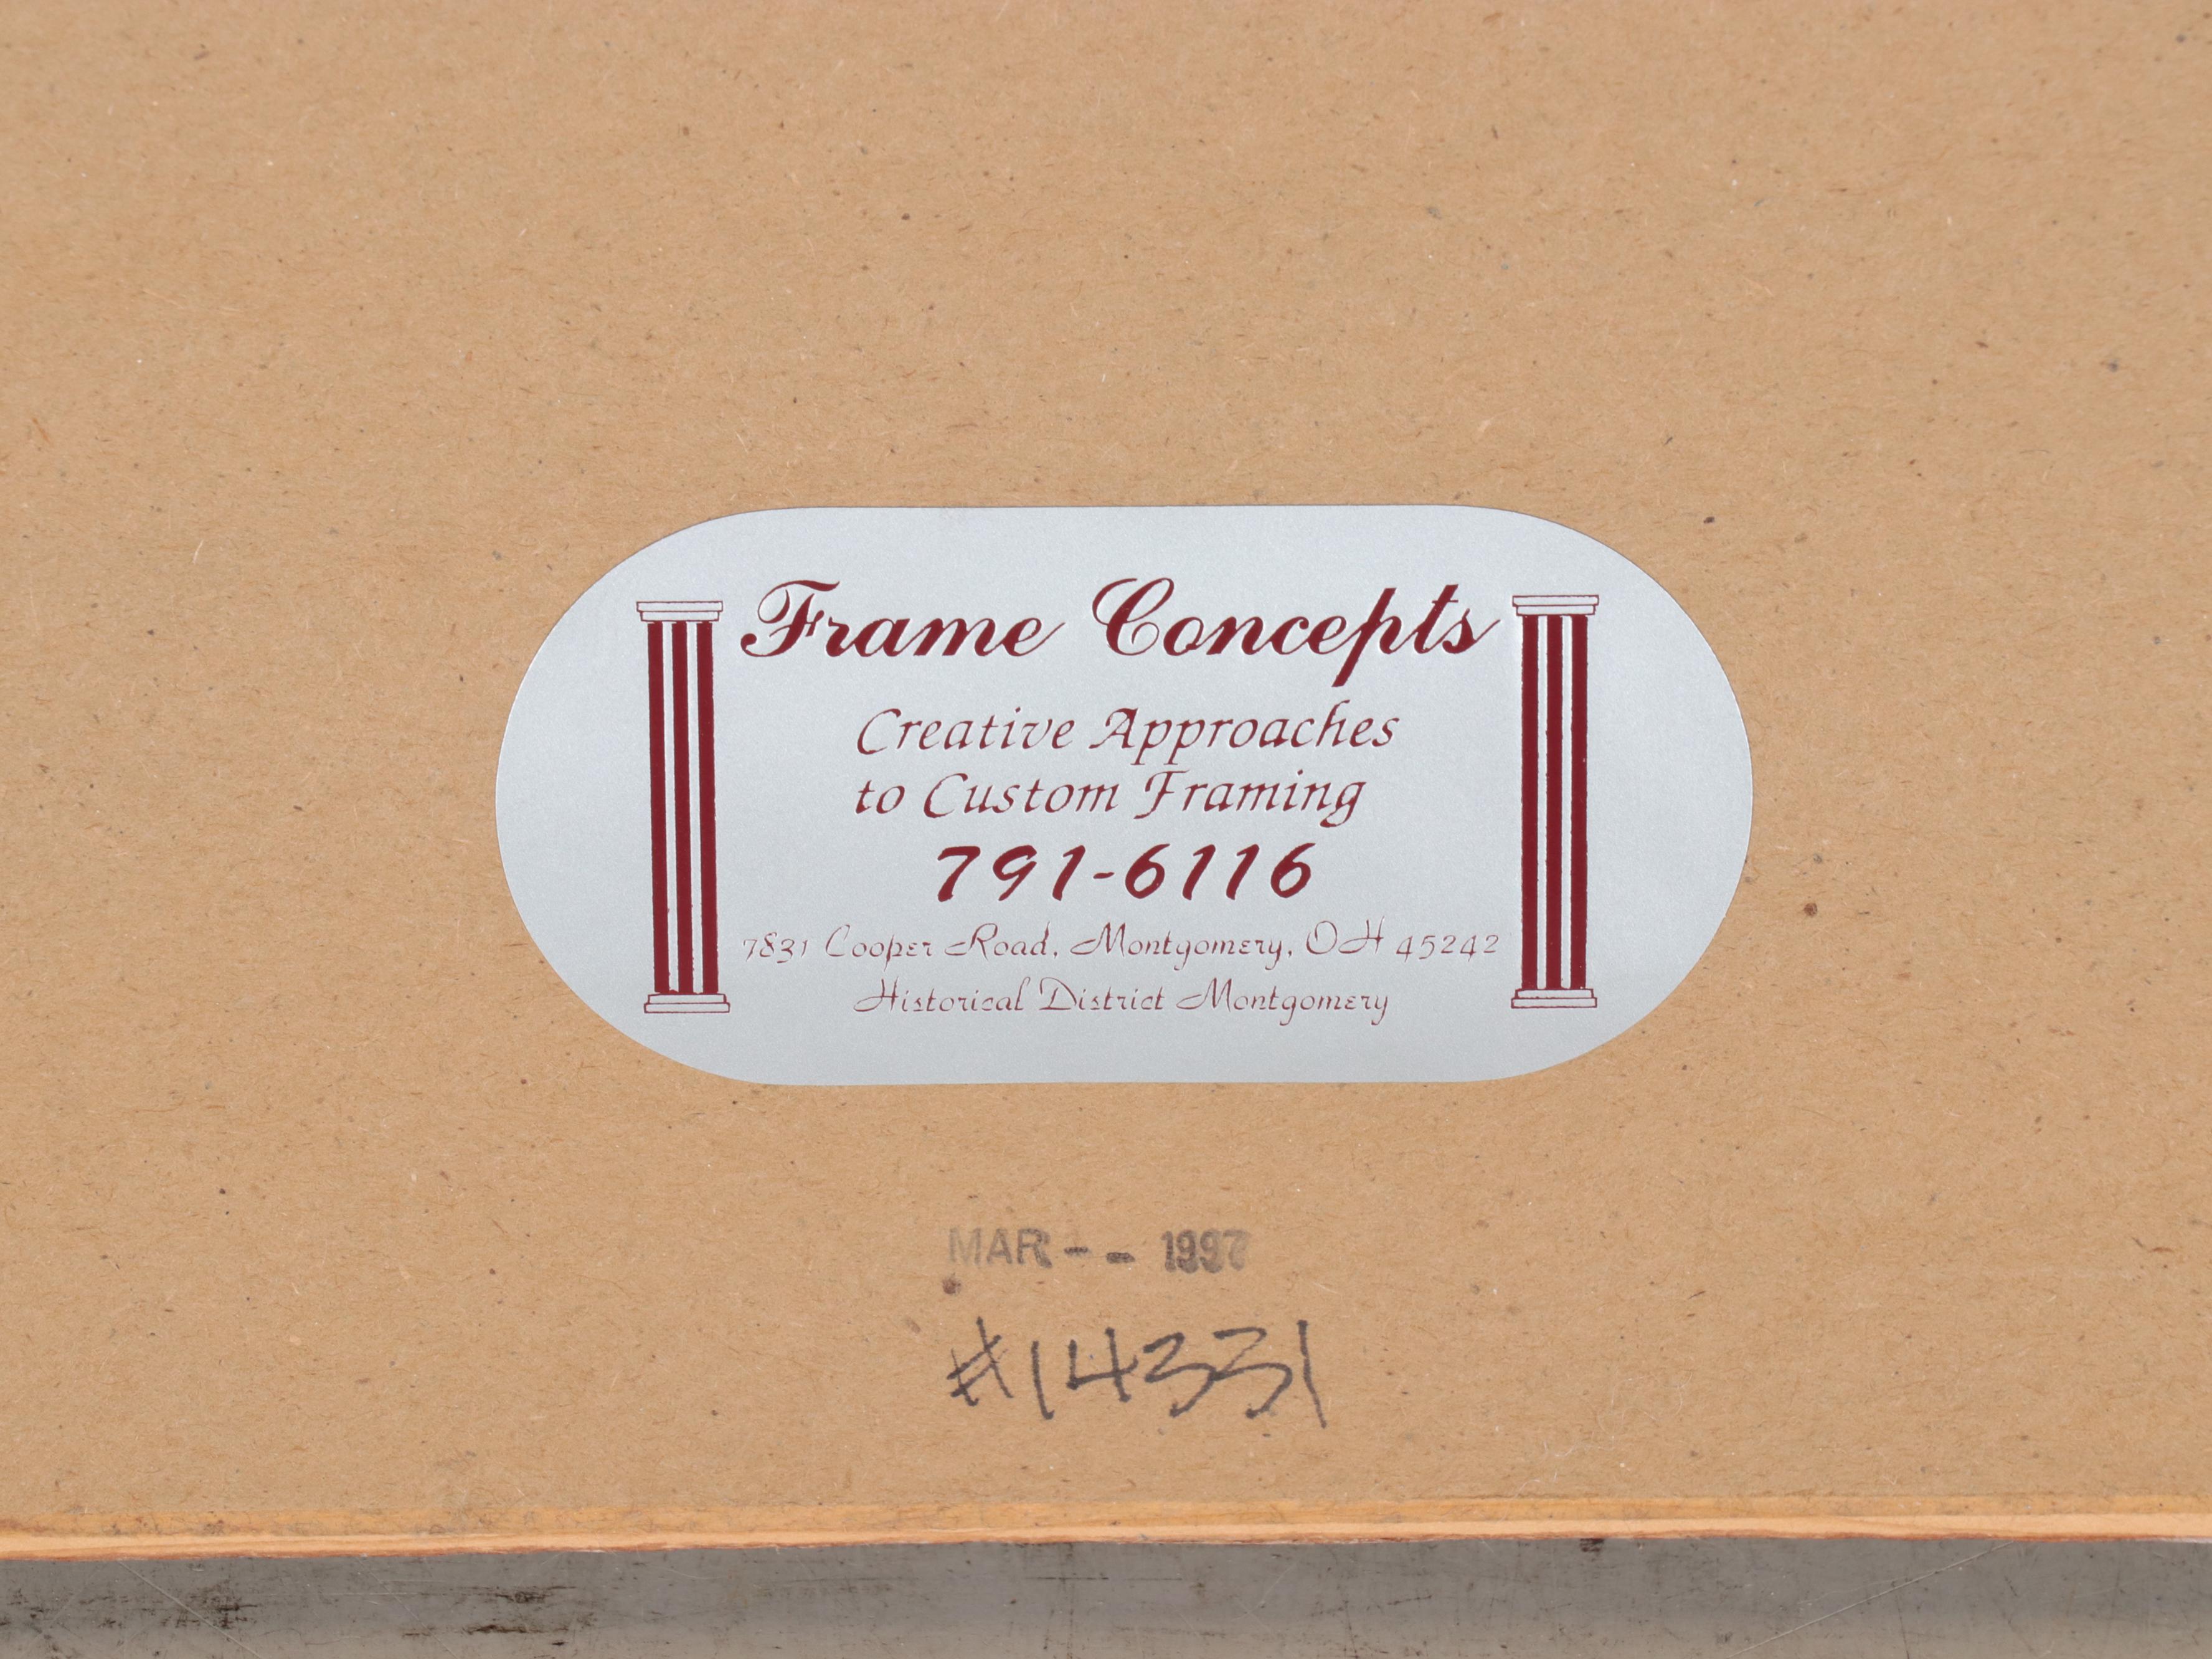 Frame Concepts
Creative Approaches
to Custom Framing
791-6116
7831 Cooper Road, Montgomery, OH 45242
Historical District Montgomery
MAR - - 1997
#14331